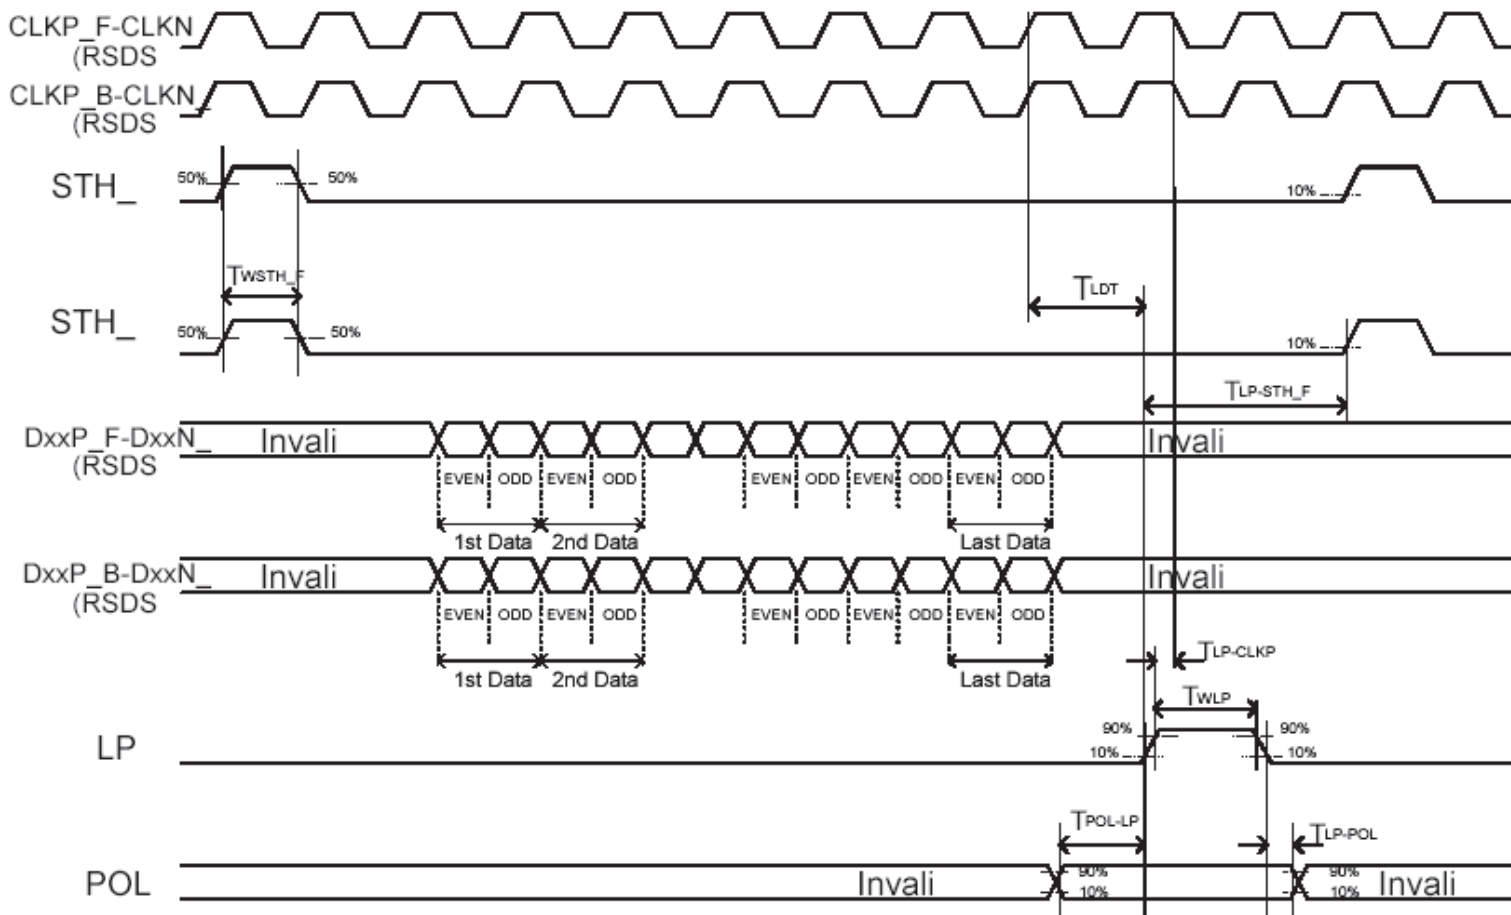 CLKP_F-CLKN
(RSDS
CLKP_B-CLKN_
(RSDS
STH_ 50% 50% 10%
TWSTH_F
TLDT
STH_ 50% 50% 10%
TLP-STH_F
DxxP_F-DxxN_ Invali Invali
(RSDS
EVEN ODD EVEN ODD EVEN ODD EVEN ODD EVEN ODD
1st Data 2nd Data Last Data
DxxP_B-DxxN_ Invali Invali
(RSDS
EVEN ODD EVEN ODD EVEN ODD EVEN ODD EVEN ODD
1st Data 2nd Data Last Data
TLP-CLKP
TWLP
LP 90% 90%
10% 10%
TPOL-LP TLP-POL
POL Invali 90% 90% Invali
10% 10%